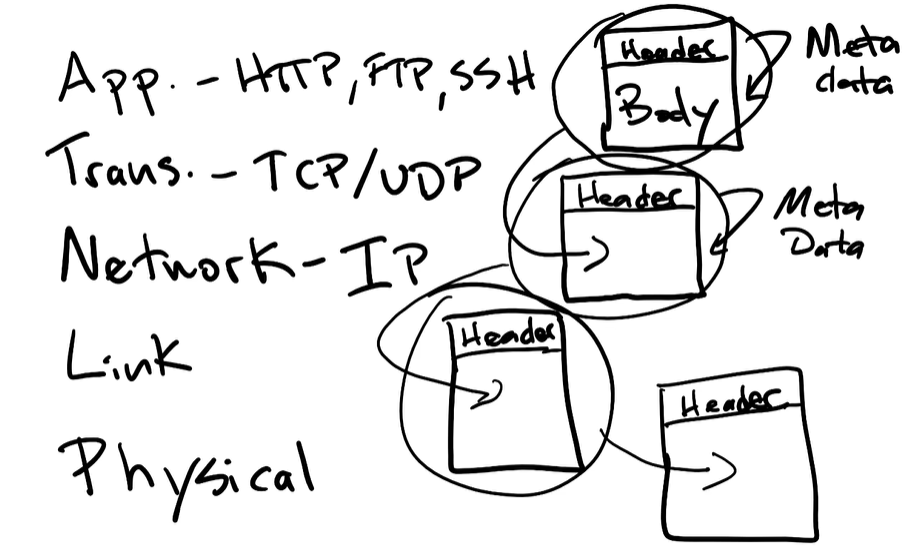 App. - HTTP, FTP, SSH
Trans. - TCP/UDP
Network - IP
Link
Physical
Header
Body
Meta
data
Header
Meta
Data
Header
Header